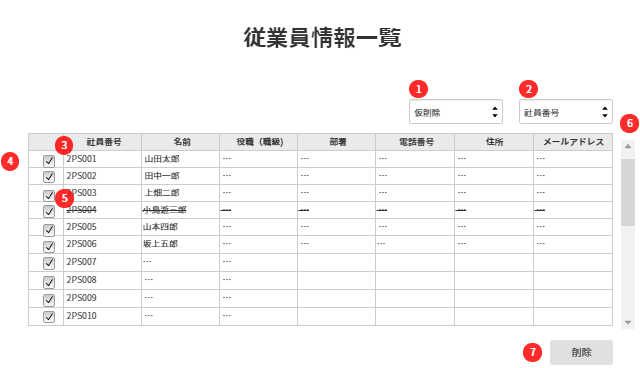 従業員情報一覧
1 2
仮削除 社員番号
6
3 社員番号 名前 役職（職級) 部署 電話番号 住所 メールアドレス
4 2PS001 山田太郎 --- --- --- --- ---
2PS002 田中一郎 --- --- --- --- ---
5 2PS003 上畑二郎 --- --- --- --- ---
2PS004 小鳥遊三郎 --- --- --- --- ---
2PS005 山本四郎 --- --- --- --- ---
2PS006 坂上五郎 --- --- --- --- ---
2PS007 --- ---
2PS008 --- ---
2PS009 --- ---
2PS010 --- ---
7 削除